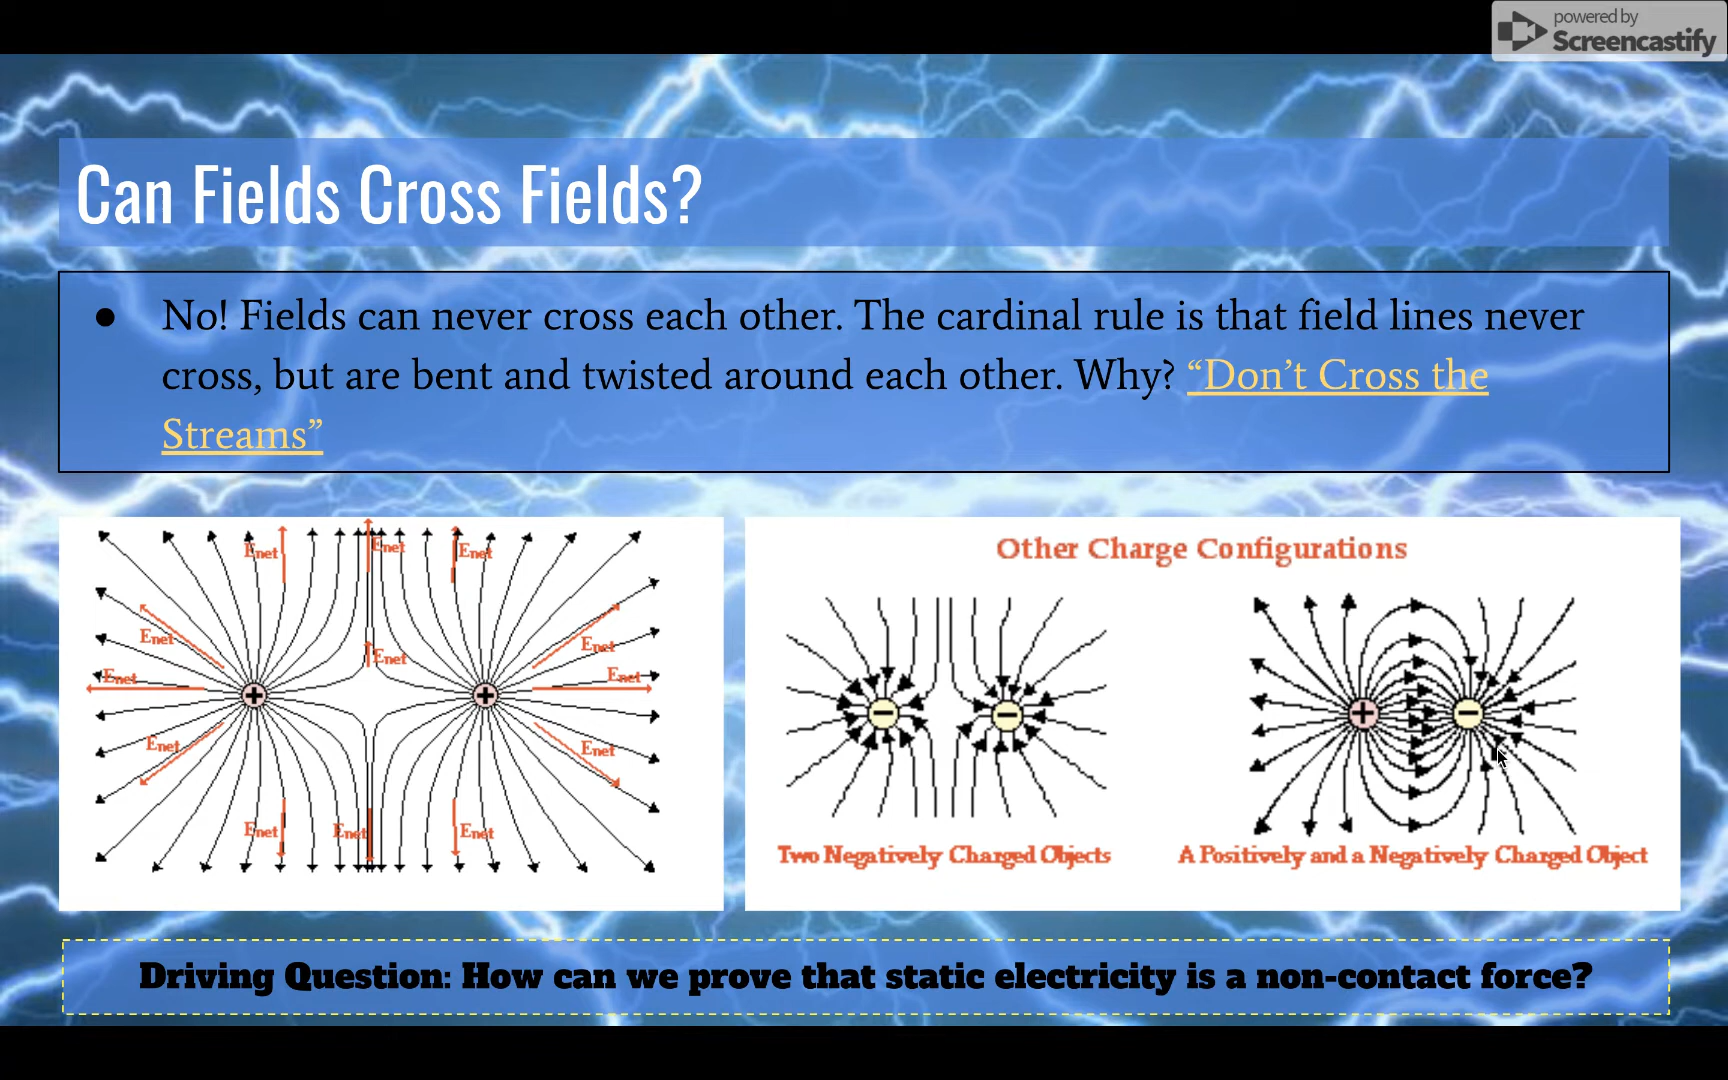 powered by
Screencastify
Can Fields Cross Fields?
● No! Fields can never cross each other. The cardinal rule is that field lines never
cross, but are bent and twisted around each other. Why? “Don’t Cross the
Streams”
Enet Enet Enet
Enet Enet
Enet
Enet Enet
+ +
Enet Enet
Enet Enet Enet
Other Charge Configurations
− − + −
Two Negatively Charged Objects
A Positively and a Negatively Charged Object
Driving Question: How can we prove that static electricity is a non-contact force?